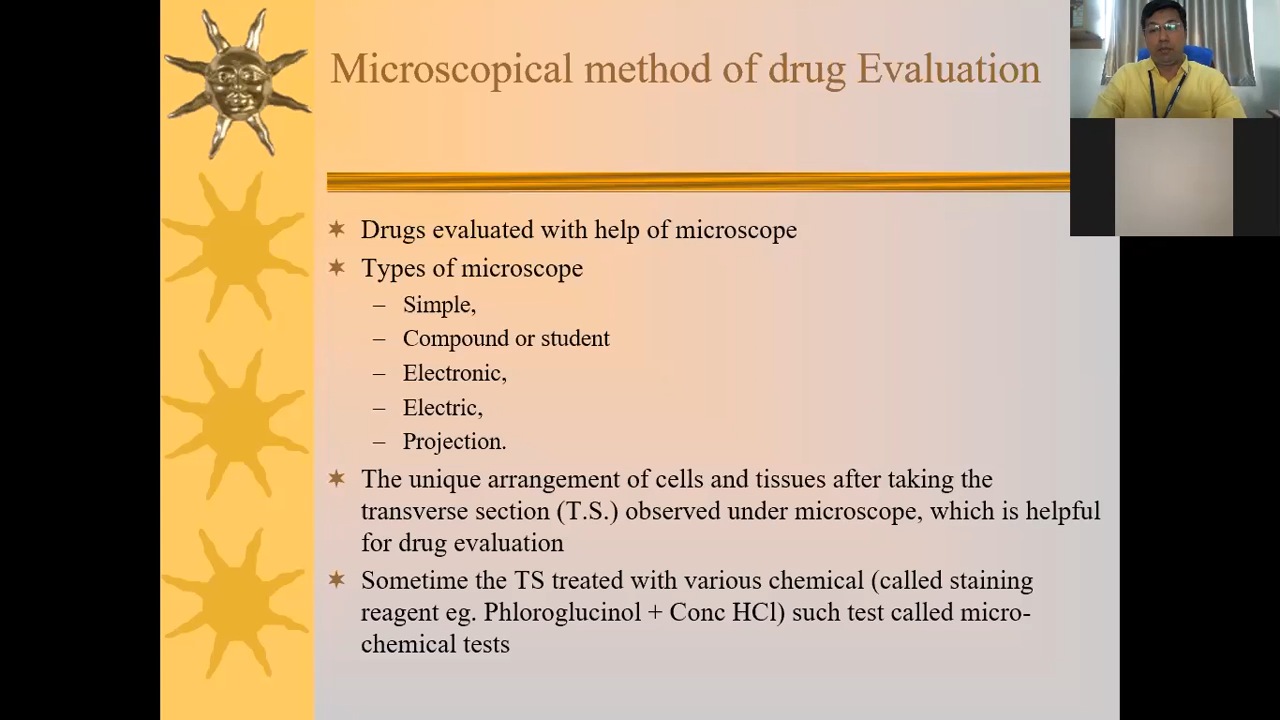 Microscopical method of drug Evaluation
Drugs evaluated with help of microscope
Types of microscope
– Simple,
– Compound or student
– Electronic,
– Electric,
– Projection.
The unique arrangement of cells and tissues after taking the
transverse section (T.S.) observed under microscope, which is helpful
for drug evaluation
Sometime the TS treated with various chemical (called staining
reagent eg. Phloroglucinol + Conc HCl) such test called micro-
chemical tests